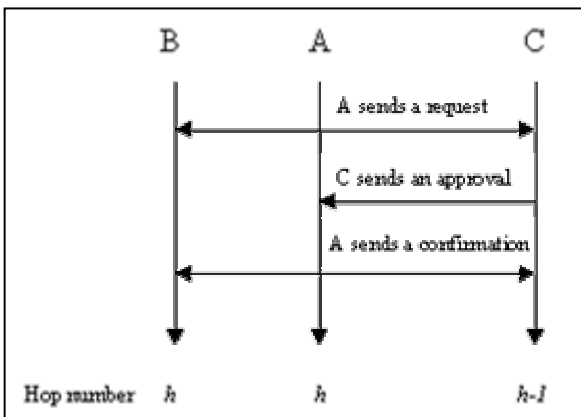 B A C
A sends a request
C sends an approval
A sends a confirmation
Hop number h h h-1